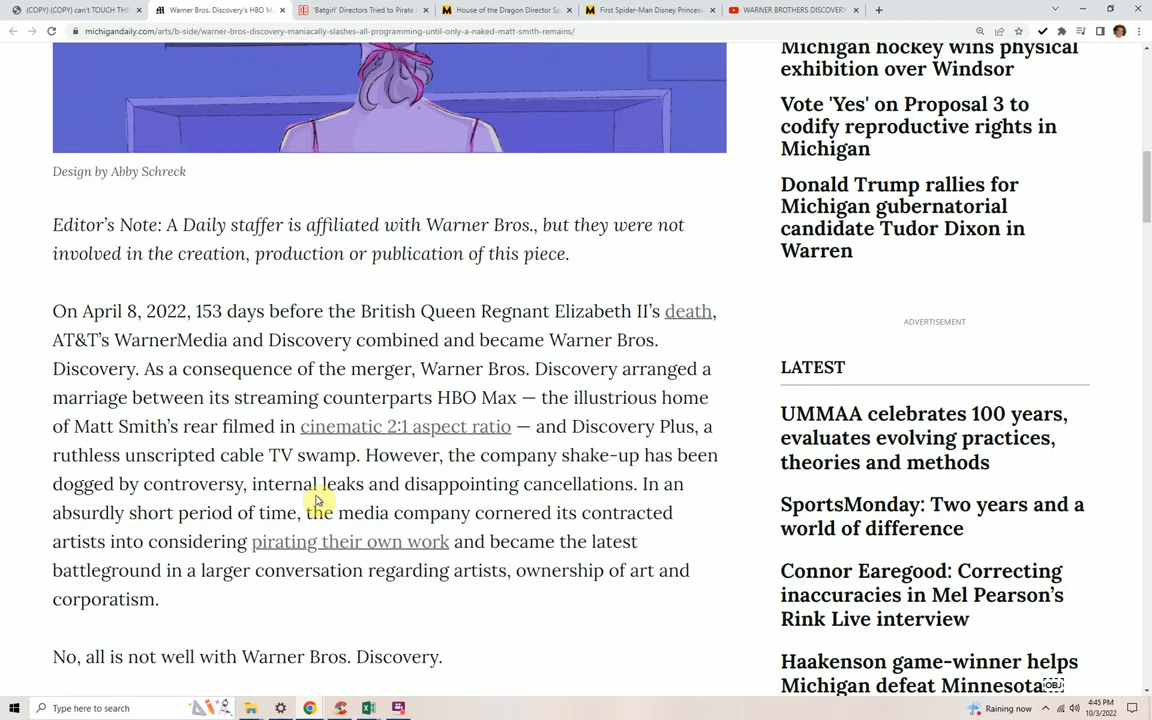 (COPY) (COPY) can't TOUCH THIS
Warner Bros. Discovery's HBO M
'Batgirl' Directors Tried to Pirate
House of the Dragon Director Sp
First Spider-Man Disney Princess
WARNER BROTHERS DISCOVERY
michigandaily.com/arts/b-side/warner-bros-discovery-maniacally-slashes-all-programming-until-only-a-naked-matt-smith-remains/
Design by Abby Schreck
Editor's Note: A Daily staffer is affiliated with Warner Bros., but they were not
involved in the creation, production or publication of this piece.
On April 8, 2022, 153 days before the British Queen Regnant Elizabeth II's death,
AT&T's WarnerMedia and Discovery combined and became Warner Bros.
Discovery. As a consequence of the merger, Warner Bros. Discovery arranged a
marriage between its streaming counterparts HBO Max — the illustrious home
of Matt Smith's rear filmed in cinematic 2:1 aspect ratio — and Discovery Plus, a
ruthless unscripted cable TV swamp. However, the company shake-up has been
dogged by controversy, internal leaks and disappointing cancellations. In an
absurdly short period of time, the media company cornered its contracted
artists into considering pirating their own work and became the latest
battleground in a larger conversation regarding artists, ownership of art and
corporatism.
No, all is not well with Warner Bros. Discovery.
Michigan hockey wins physical
exhibition over Windsor
Vote 'Yes' on Proposal 3 to
codify reproductive rights in
Michigan
Donald Trump rallies for
Michigan gubernatorial
candidate Tudor Dixon in
Warren
ADVERTISEMENT
LATEST
UMMAA celebrates 100 years,
evaluates evolving practices,
theories and methods
SportsMonday: Two years and a
world of difference
Connor Earegood: Correcting
inaccuracies in Mel Pearson's
Rink Live interview
Haakenson game-winner helps
Michigan defeat Minnesota
OBJ
Type here to search
Raining now
4:45 PM
10/3/2022